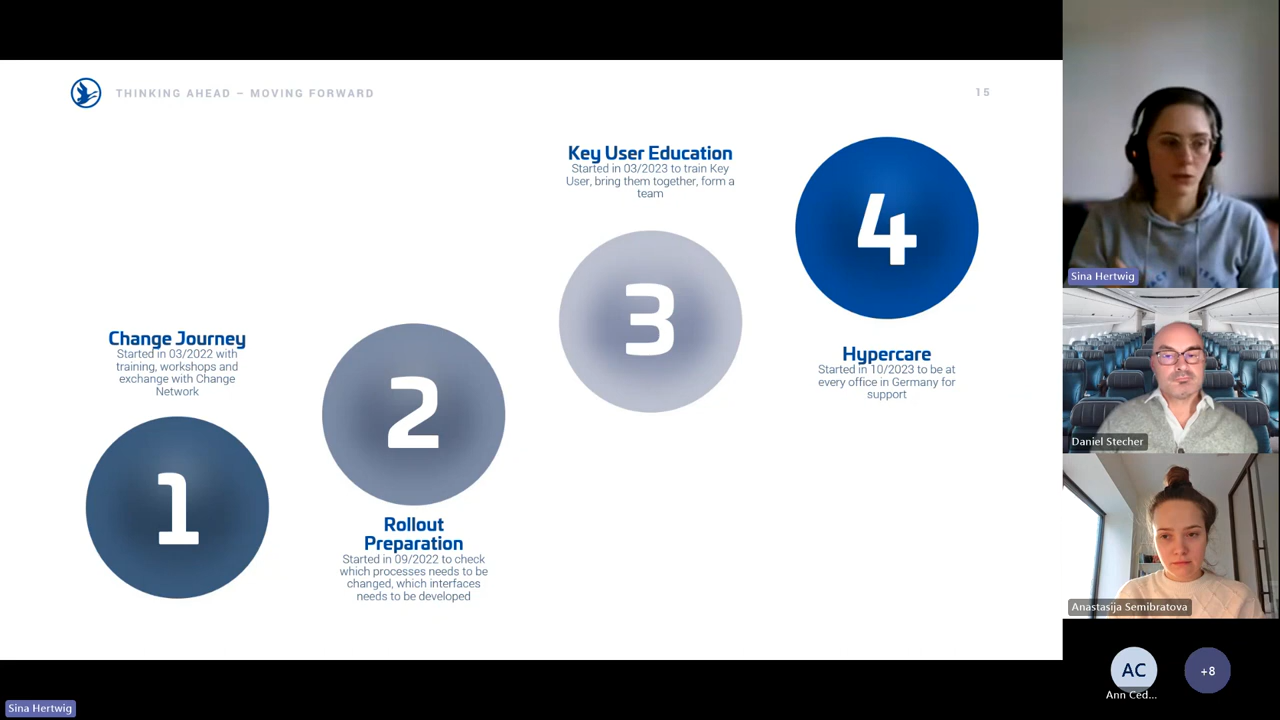 THINKING AHEAD – MOVING FORWARD
15
Key User Education
Started in 03/2023 to train Key
User, bring them together, form a
team
4
3
Change Journey
Started in 03/2022 with
training, workshops and
exchange with Change
Network
2
Hypercare
Started in 10/2023 to be at
every office in Germany for
support
1
Rollout
Preparation
Started in 09/2022 to check
which processes needs to be
changed, which interfaces
needs to be developed
Sina Hertwig
Daniel Stecher
Anastasija Semibratova
AC
Ann Ced...
+8
Sina Hertwig